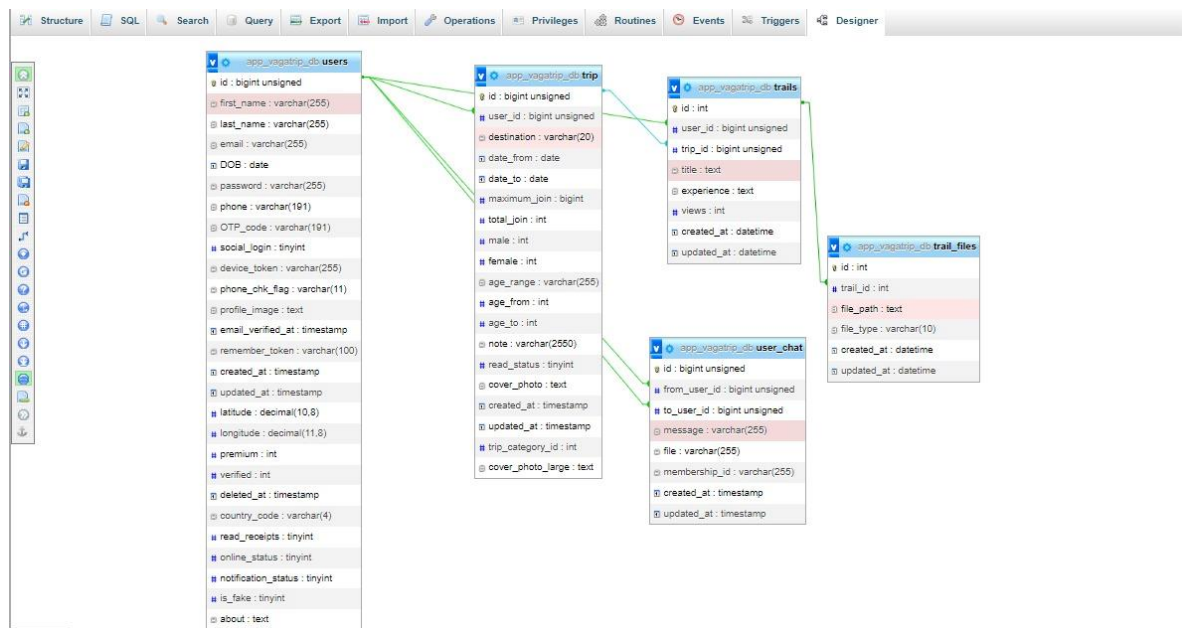 Structure SQL Search Query Export Import Operations Privileges Routines Events Triggers Designer
app_vagatrip_db users
id : bigint unsigned
first_name : varchar(255)
last_name : varchar(255)
email : varchar(255)
DOB : date
password : varchar(255)
phone : varchar(191)
OTP_code : varchar(191)
social_login : tinyint
device_token : varchar(255)
phone_chk_flag : varchar(11)
profile_image : text
email_verified_at : timestamp
remember_token : varchar(100)
created_at : timestamp
updated_at : timestamp
latitude : decimal(10,8)
longitude : decimal(11,8)
premium : int
verified : int
deleted_at : timestamp
country_code : varchar(4)
read_receipts : tinyint
online_status : tinyint
notification_status : tinyint
is_fake : tinyint
about : text
app_vagatrip_db trip
id : bigint unsigned
user_id : bigint unsigned
destination : varchar(20)
date_from : date
date_to : date
maximum_join : bigint
total_join : int
male : int
female : int
age_range : varchar(255)
age_from : int
age_to : int
note : varchar(2550)
read_status : tinyint
cover_photo : text
created_at : timestamp
updated_at : timestamp
trip_category_id : int
cover_photo_large : text
app_vagatrip_db trails
id : int
user_id : bigint unsigned
trip_id : bigint unsigned
title : text
experience : text
views : int
created_at : datetime
updated_at : datetime
app_vagatrip_db user_chat
id : bigint unsigned
from_user_id : bigint unsigned
to_user_id : bigint unsigned
message : varchar(255)
file : varchar(255)
membership_id : varchar(255)
created_at : timestamp
updated_at : timestamp
app_vagatrip_db trail_files
id : int
trail_id : int
file_path : text
file_type : varchar(10)
created_at : datetime
updated_at : datetime